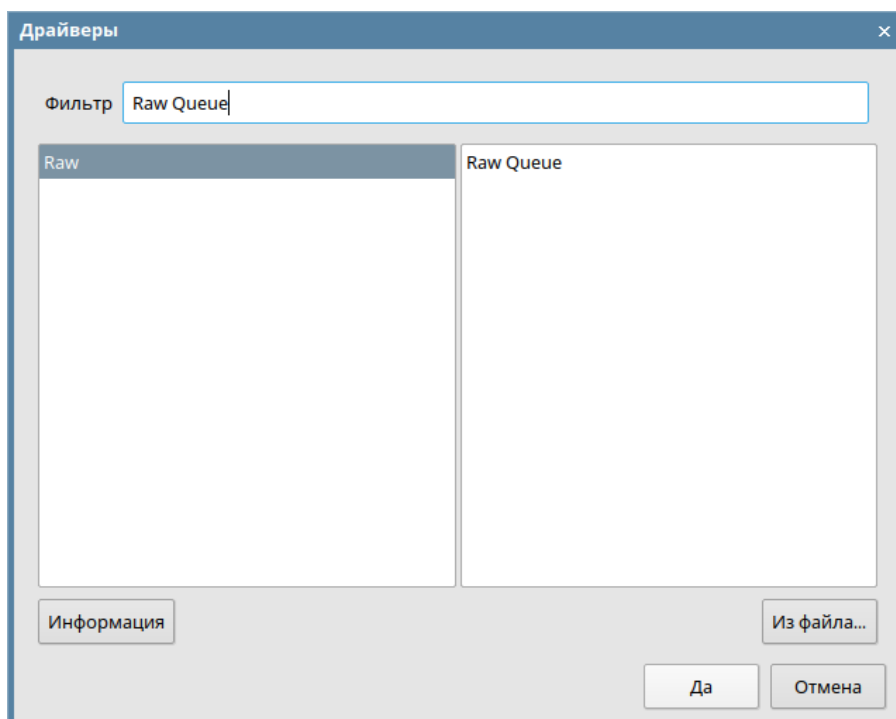 Драйверы
Фильтр Raw Queue
Raw
Raw Queue
Информация
Из файла...
Да
Отмена